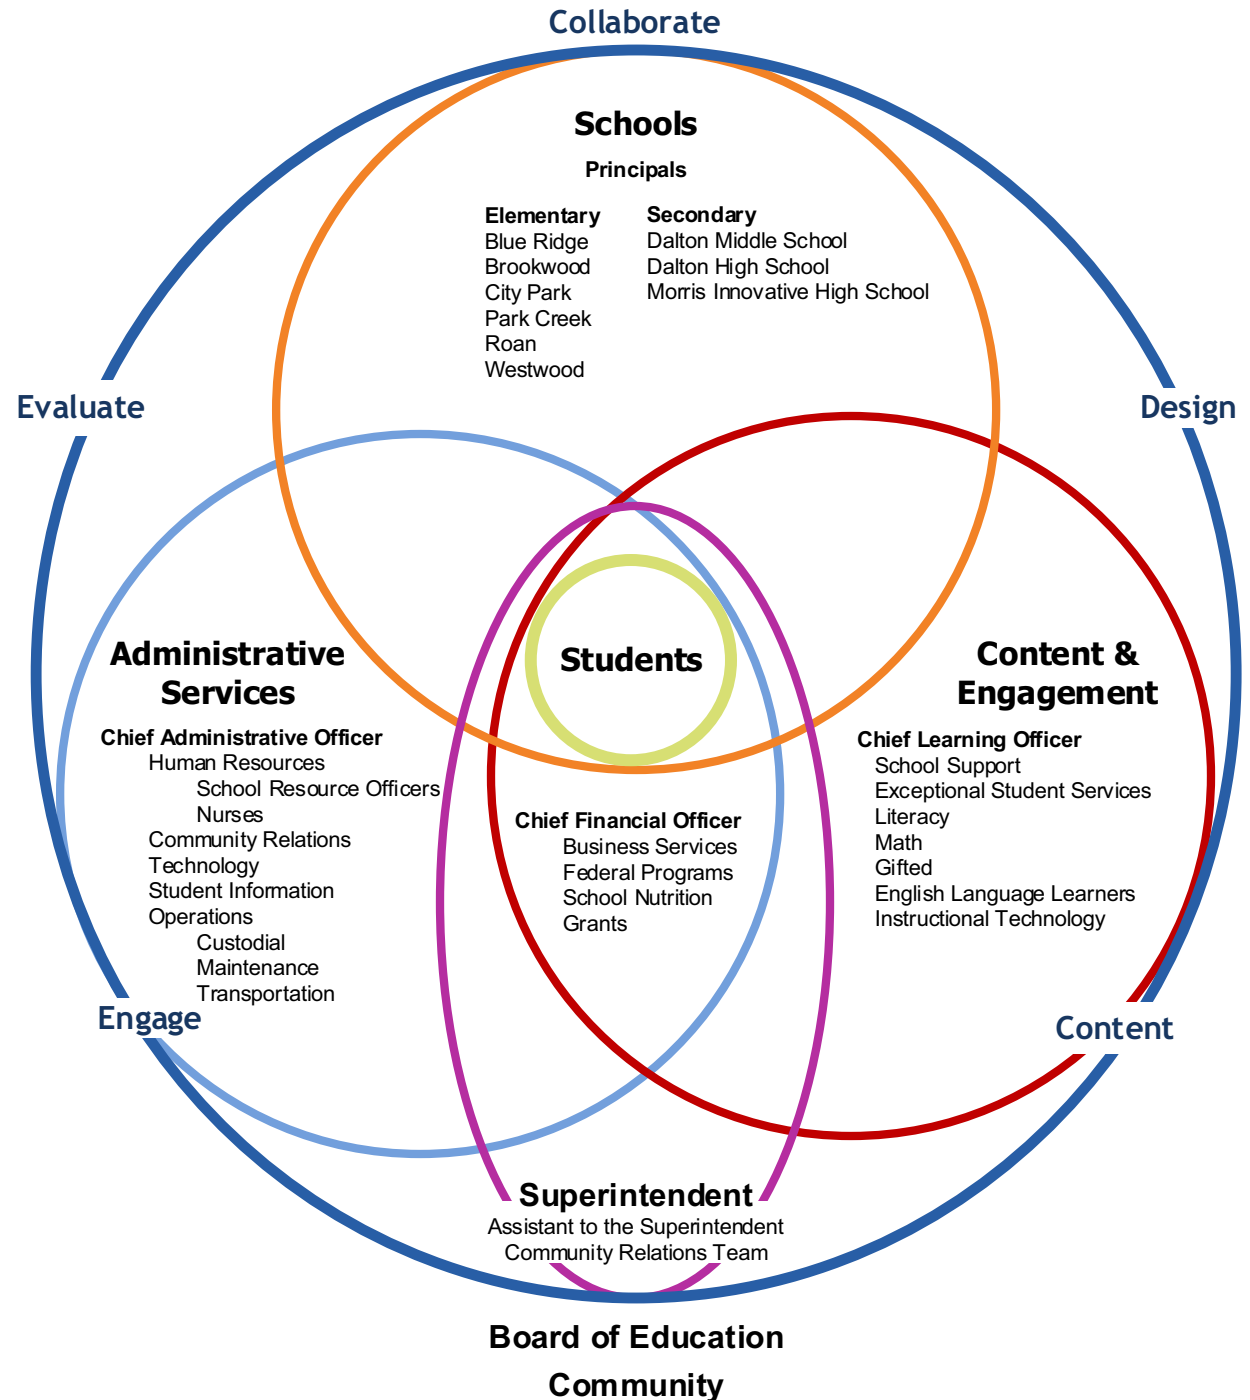 Collaborate
Schools
Principals
Elementary
Blue Ridge
Brookwood
City Park
Park Creek
Roan
Westwood
Secondary
Dalton Middle School
Dalton High School
Morris Innovative High School
Evaluate
Design
Students
Administrative
Services
Chief Administrative Officer
Human Resources
School Resource Officers
Nurses
Community Relations
Technology
Student Information
Operations
Custodial
Maintenance
Transportation
Chief Financial Officer
Business Services
Federal Programs
School Nutrition
Grants
Content &
Engagement
Chief Learning Officer
School Support
Exceptional Student Services
Literacy
Math
Gifted
English Language Learners
Instructional Technology
Engage
Content
Superintendent
Assistant to the Superintendent
Community Relations Team
Board of Education
Community